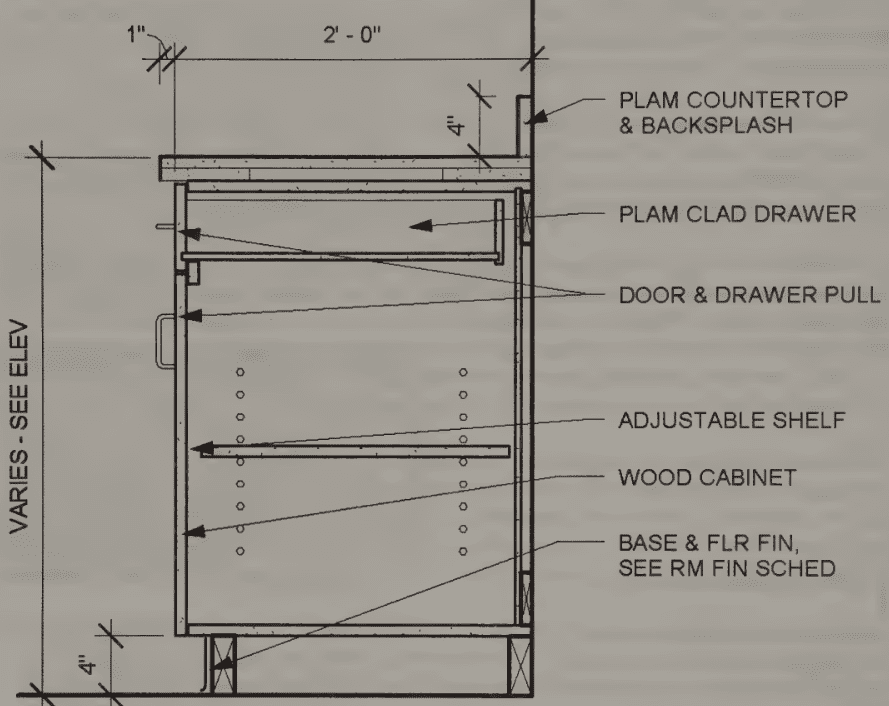 1"
2' - 0"
4"
PLAM COUNTERTOP
& BACKSPLASH
PLAM CLAD DRAWER
DOOR & DRAWER PULL
VARIES - SEE ELEV
ADJUSTABLE SHELF
WOOD CABINET
BASE & FLR FIN,
SEE RM FIN SCHED
4"